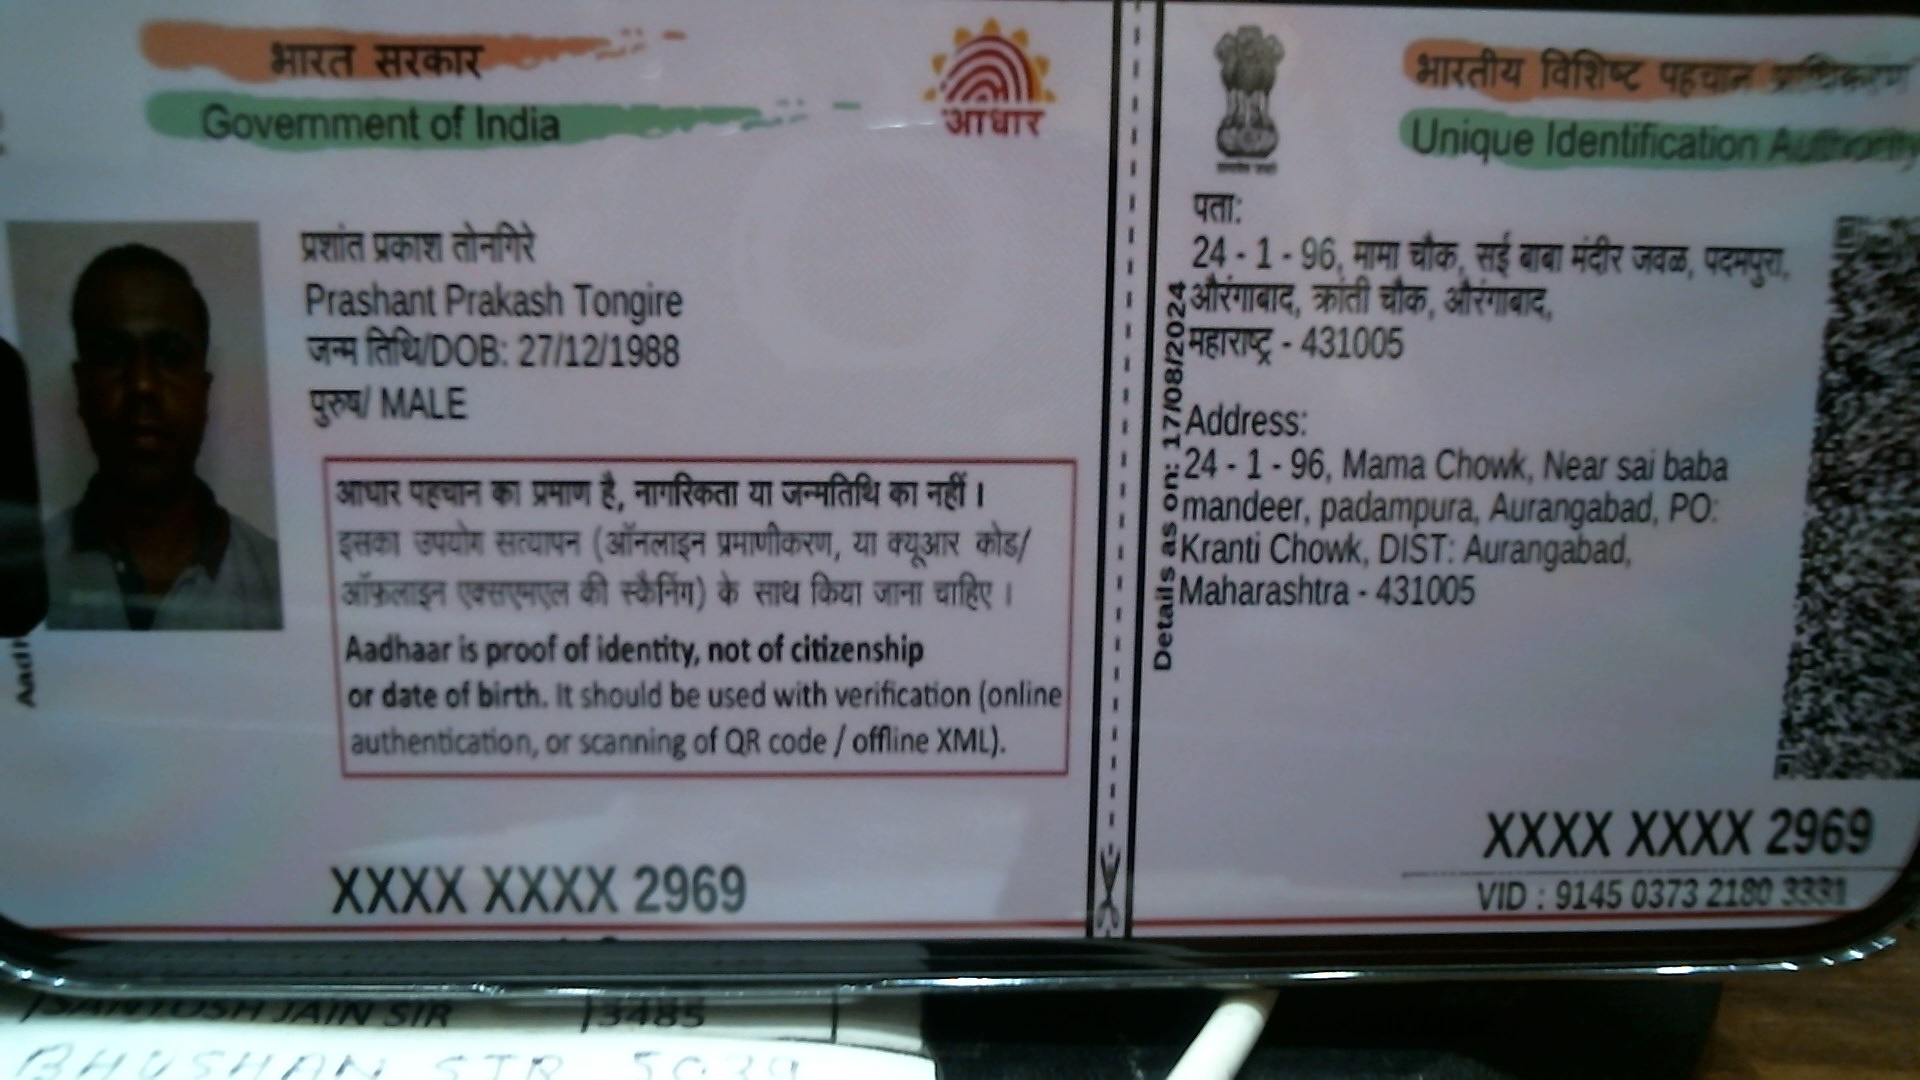 भारत सरकार
Government of India
आधार
प्रशांत प्रकाश तोनगिरे
Prashant Prakash Tongire
जन्म तिथि/DOB: 27/12/1988
पुरुष/ MALE
आधार पहचान का प्रमाण है, नागरिकता या जन्मतिथि का नहीं ।
इसका उपयोग सत्यापन (ऑनलाइन प्रमाणीकरण, या क्यूआर कोड/
ऑफ़लाइन एक्सएमएल की स्कैनिंग) के साथ किया जाना चाहिए ।
Aadhaar is proof of identity, not of citizenship
or date of birth. It should be used with verification (online
authentication, or scanning of QR code / offline XML).
XXXX XXXX 2969
भारतीय विशिष्ट पहचान प्राधिकरण
Unique Identification Authority
पता:
24 - 1 - 96, मामा चौक, सई बाबा मंदीर जवळ, पदमपुरा,
औरंगाबाद, क्रांती चौक, औरंगाबाद,
महाराष्ट्र - 431005
Address:
24 - 1 - 96, Mama Chowk, Near sai baba
mandeer, padampura, Aurangabad, PO:
Kranti Chowk, DIST: Aurangabad,
Maharashtra - 431005
Details as on: 17/08/2024
XXXX XXXX 2969
VID : 9145 0373 2180 3331
SANTOSH JAIN SIR 3485
BHUSHAN SIR 5039